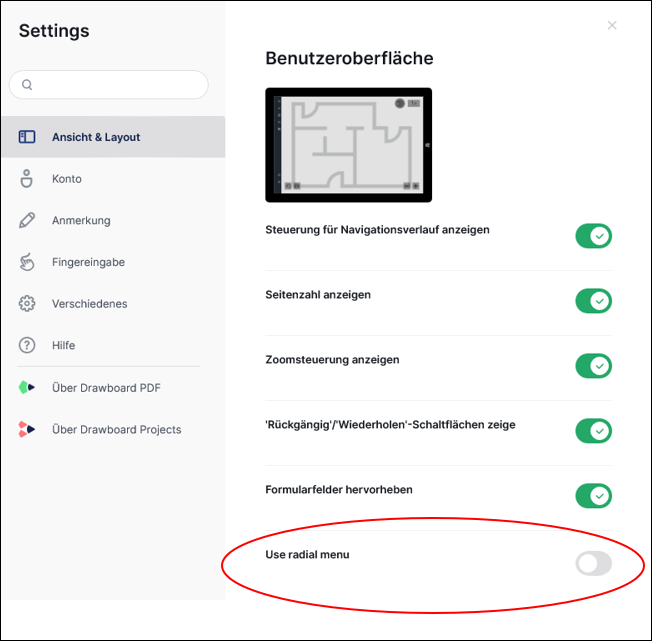 Settings
Ansicht & Layout
Konto
Anmerkung
Fingereingabe
Verschiedenes
Hilfe
Über Drawboard PDF
Über Drawboard Projects
Benutzeroberfläche
Steuerung für Navigationsverlauf anzeigen
Seitenzahl anzeigen
Zoomsteuerung anzeigen
'Rückgängig'/'Wiederholen'-Schaltflächen zeige
Formularfelder hervorheben
Use radial menu